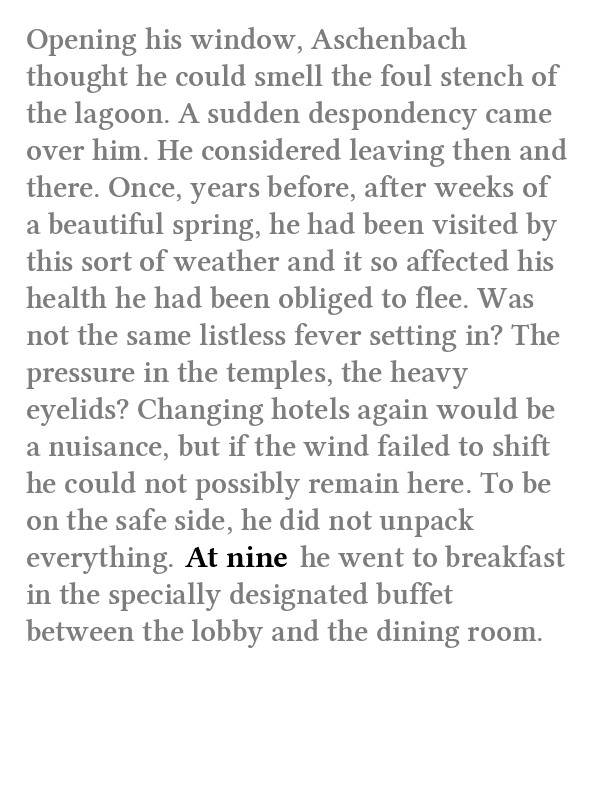 Opening his window, Aschenbach
thought he could smell the foul stench of
the lagoon. A sudden despondency came
over him. He considered leaving then and
there. Once, years before, after weeks of
a beautiful spring, he had been visited by
this sort of weather and it so affected his
health he had been obliged to flee. Was
not the same listless fever setting in? The
pressure in the temples, the heavy
eyelids? Changing hotels again would be
a nuisance, but if the wind failed to shift
he could not possibly remain here. To be
on the safe side, he did not unpack
everything. At nine he went to breakfast
in the specially designated buffet
between the lobby and the dining room.